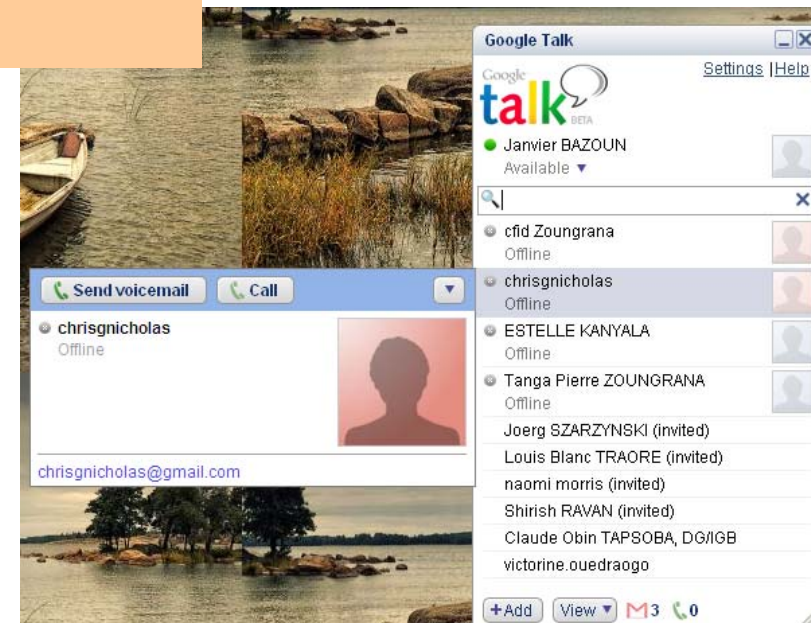 Google Talk
Settings | Help
Google
talk
BETA
Janvier BAZOUN
Available
cfid Zoungrana
Offline
chrisgnicholas
Offline
ESTELLE KANYALA
Offline
Tanga Pierre ZOUNGRANA
Offline
Joerg SZARZYNSKI (invited)
Louis Blanc TRAORE (invited)
naomi morris (invited)
Shirish RAVAN (invited)
Claude Obin TAPSOBA, DG/IGB
victorine.ouedraogo
+Add View 3 0
Send voicemail Call
chrisgnicholas
Offline
chrisgnicholas@gmail.com